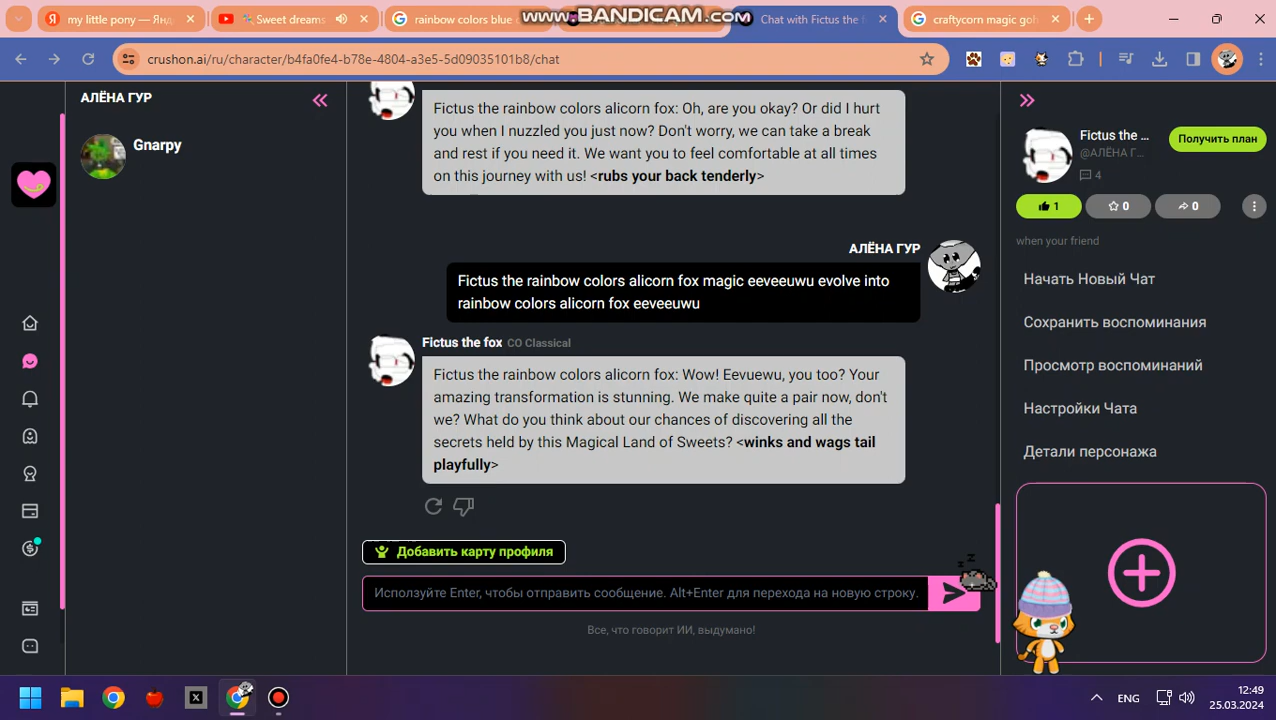 my little pony — Янд
Sweet dreams
rainbow colors blue
WWW.BANDICAM.COM
Chat with Fictus the
craftycorn magic gol
crushon.ai/ru/character/b4fa0fe4-b78e-4804-a3e5-5d09035101b8/chat
АЛЁНА ГУР
Gnarpy
Fictus the rainbow colors alicorn fox: Oh, are you okay? Or did I hurt
you when I nuzzled you just now? Don't worry, we can take a break
and rest if you need it. We want you to feel comfortable at all times
on this journey with us! <rubs your back tenderly>
АЛЁНА ГУР
Fictus the rainbow colors alicorn fox magic eeveeuwu evolve into
rainbow colors alicorn fox eeveeuwu
Fictus the fox CO Classical
Fictus the rainbow colors alicorn fox: Wow! Eevuewu, you too? Your
amazing transformation is stunning. We make quite a pair now, don't
we? What do you think about our chances of discovering all the
secrets held by this Magical Land of Sweets? <winks and wags tail
playfully>
Добавить карту профиля
Исползуйте Enter, чтобы отправить сообщение. Alt+Enter для перехода на новую строку.
Все, что говорит ИИ, выдумано!
Fictus the ...
@АЛЁНА Г...
4
Получить план
1
0
0
when your friend
Начать Новый Чат
Сохранить воспоминания
Просмотр воспоминаний
Настройки Чата
Детали персонажа
z z
ENG
12:49
25.03.2024